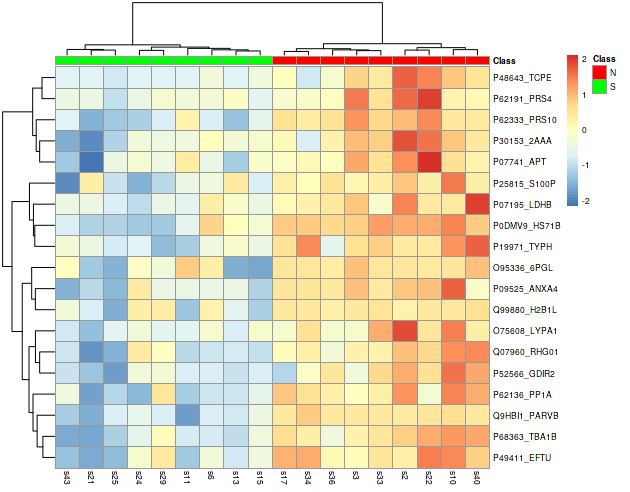 Class
P48643_TCPE
P62191_PRS4
P62333_PRS10
P30153_2AAA
P07741_APT
P25815_S100P
P07195_LDHB
P0DMV9_HS71B
P19971_TYPH
O95336_6PGL
P09525_ANXA4
Q99880_H2B1L
O75608_LYPA1
Q07960_RHG01
P52566_GDIR2
P62136_PP1A
Q9HBI1_PARVB
P68363_TBA1B
P49411_EFTU
s43 s21 s25 s24 s29 s11 s6 s13 s15 s17 s34 s36 s3 s33 s2 s22 s10 s40
2
1
0
-1
-2
Class
N
S